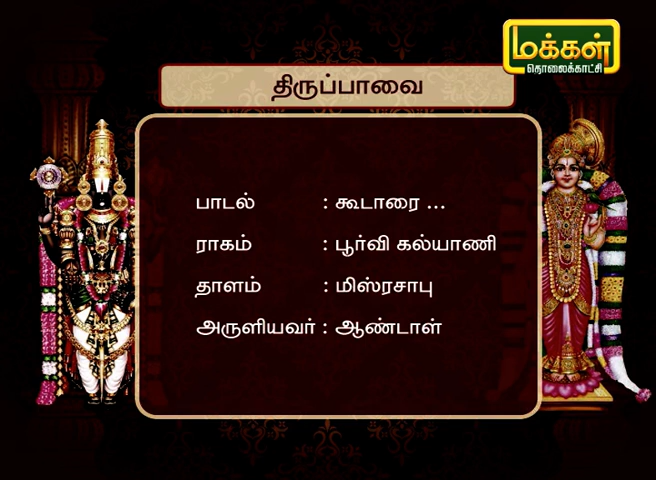 மக்கள்
தொலைக்காட்சி
திருப்பாவை
பாடல் : கூடாரை ...
ராகம் : பூர்வி கல்யாணி
தாளம் : மிஸ்ரசாபு
அருளியவர் : ஆண்டாள்